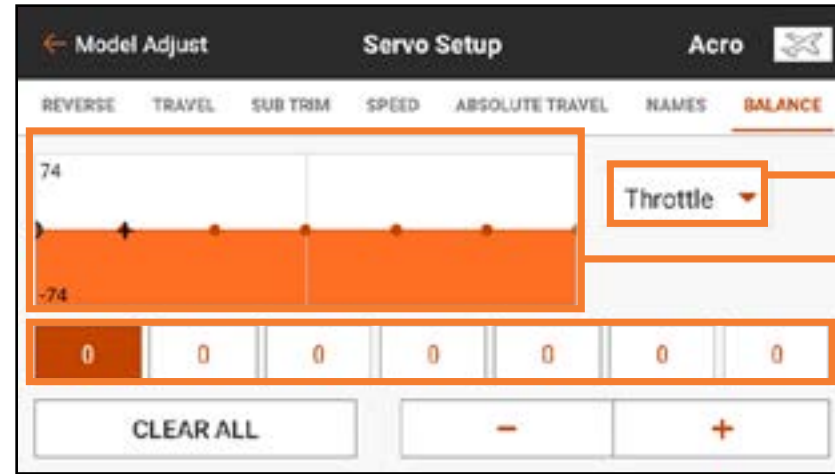 Model Adjust Servo Setup Acro
REVERSE TRAVEL SUB TRIM SPEED ABSOLUTE TRAVEL NAMES BALANCE
74
Throttle
-74
0 0 0 0 0 0 0
CLEAR ALL - +